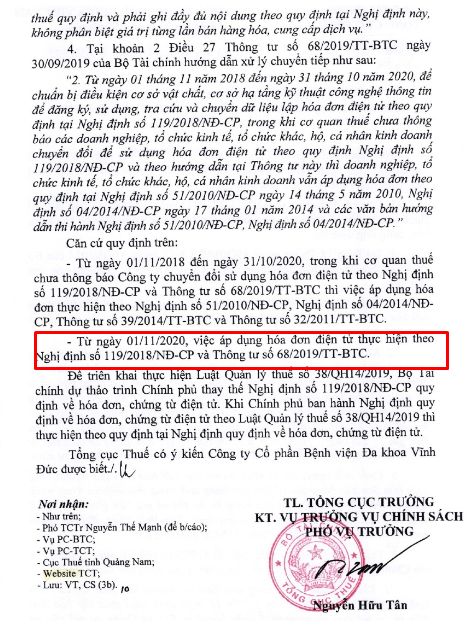 thuế quy định và phải ghi đầy đủ nội dung theo quy định tại Nghị định này,
không phân biệt giá trị từng lần bán hàng hóa, cung cấp dịch vụ."
4. Tại khoản 2 Điều 27 Thông tư số 68/2019/TT-BTC ngày
30/09/2019 của Bộ Tài chính hướng dẫn xử lý chuyển tiếp như sau:
"2. Từ ngày 01 tháng 11 năm 2018 đến ngày 31 tháng 10 năm 2020, để
chuẩn bị điều kiện cơ sở vật chất, cơ sở hạ tầng kỹ thuật công nghệ thông tin
để đăng ký, sử dụng, tra cứu và chuyển dữ liệu lập hóa đơn điện tử theo quy
định tại Nghị định số 119/2018/NĐ-CP, trong khi cơ quan thuế chưa thông
báo các doanh nghiệp, tổ chức kinh tế, tổ chức khác, hộ, cá nhân kinh doanh
chuyển đổi để sử dụng hóa đơn điện tử theo quy định Nghị định số
119/2018/NĐ-CP và theo hướng dẫn tại Thông tư này thì doanh nghiệp, tổ
chức kinh tế, tổ chức khác, hộ, cá nhân kinh doanh vẫn áp dụng hóa đơn theo
quy định tại Nghị định số 51/2010/NĐ-CP ngày 14 tháng 5 năm 2010, Nghị
định số 04/2014/NĐ-CP ngày 17 tháng 01 năm 2014 và các văn bản hướng
dẫn thi hành Nghị định số 51/2010/NĐ-CP, Nghị định số 04/2014/NĐ-CP."
Căn cứ quy định trên:
- Từ ngày 01/11/2018 đến ngày 31/10/2020, trong khi cơ quan thuế
chưa thông báo Công ty chuyển đổi sử dụng hóa đơn điện tử theo Nghị định
số 119/2018/NĐ-CP và Thông tư số 68/2019/TT-BTC thì việc áp dụng hóa
đơn thực hiện theo Nghị định số 51/2010/NĐ-CP, Nghị định số 04/2014/NĐ-
CP, Thông tư số 39/2014/TT-BTC và Thông tư số 32/2011/TT-BTC.
- Từ ngày 01/11/2020, việc áp dụng hóa đơn điện tử thực hiện theo
Nghị định số 119/2018/NĐ-CP và Thông tư số 68/2019/TT-BTC.
Để triển khai thực hiện Luật Quản lý thuế số 38/QH14/2019, Bộ Tài
chính dự thảo trình Chính phủ thay thế Nghị định số 119/2018/NĐ-CP quy
định về hóa đơn, chứng từ điện tử. Khi Chính phủ ban hành Nghị định quy
định về hóa đơn, chứng từ điện tử theo Luật Quản lý thuế số 38/QH14/2019 thì
thực hiện theo quy định tại Nghị định quy định về hóa đơn, chứng từ điện tử.
Tổng cục Thuế có ý kiến Công ty Cổ phần Bệnh viện Đa khoa Vĩnh
Đức được biết./.
Nơi nhận:
- Như trên;
- Phó TCTr Nguyễn Thế Mạnh (để b/cáo);
- Vụ PC-BTC;
- Vụ PC-TCT;
- Cục Thuế tỉnh Quảng Nam;
- Website TCT;
- Lưu: VT, CS (3b). 10
TL. TỔNG CỤC TRƯỞNG
KT. VỤ TRƯỞNG VỤ CHÍNH SÁCH
PHÓ VỤ TRƯỞNG
TỔNG CỤC THUẾ
Nguyễn Hữu Tân